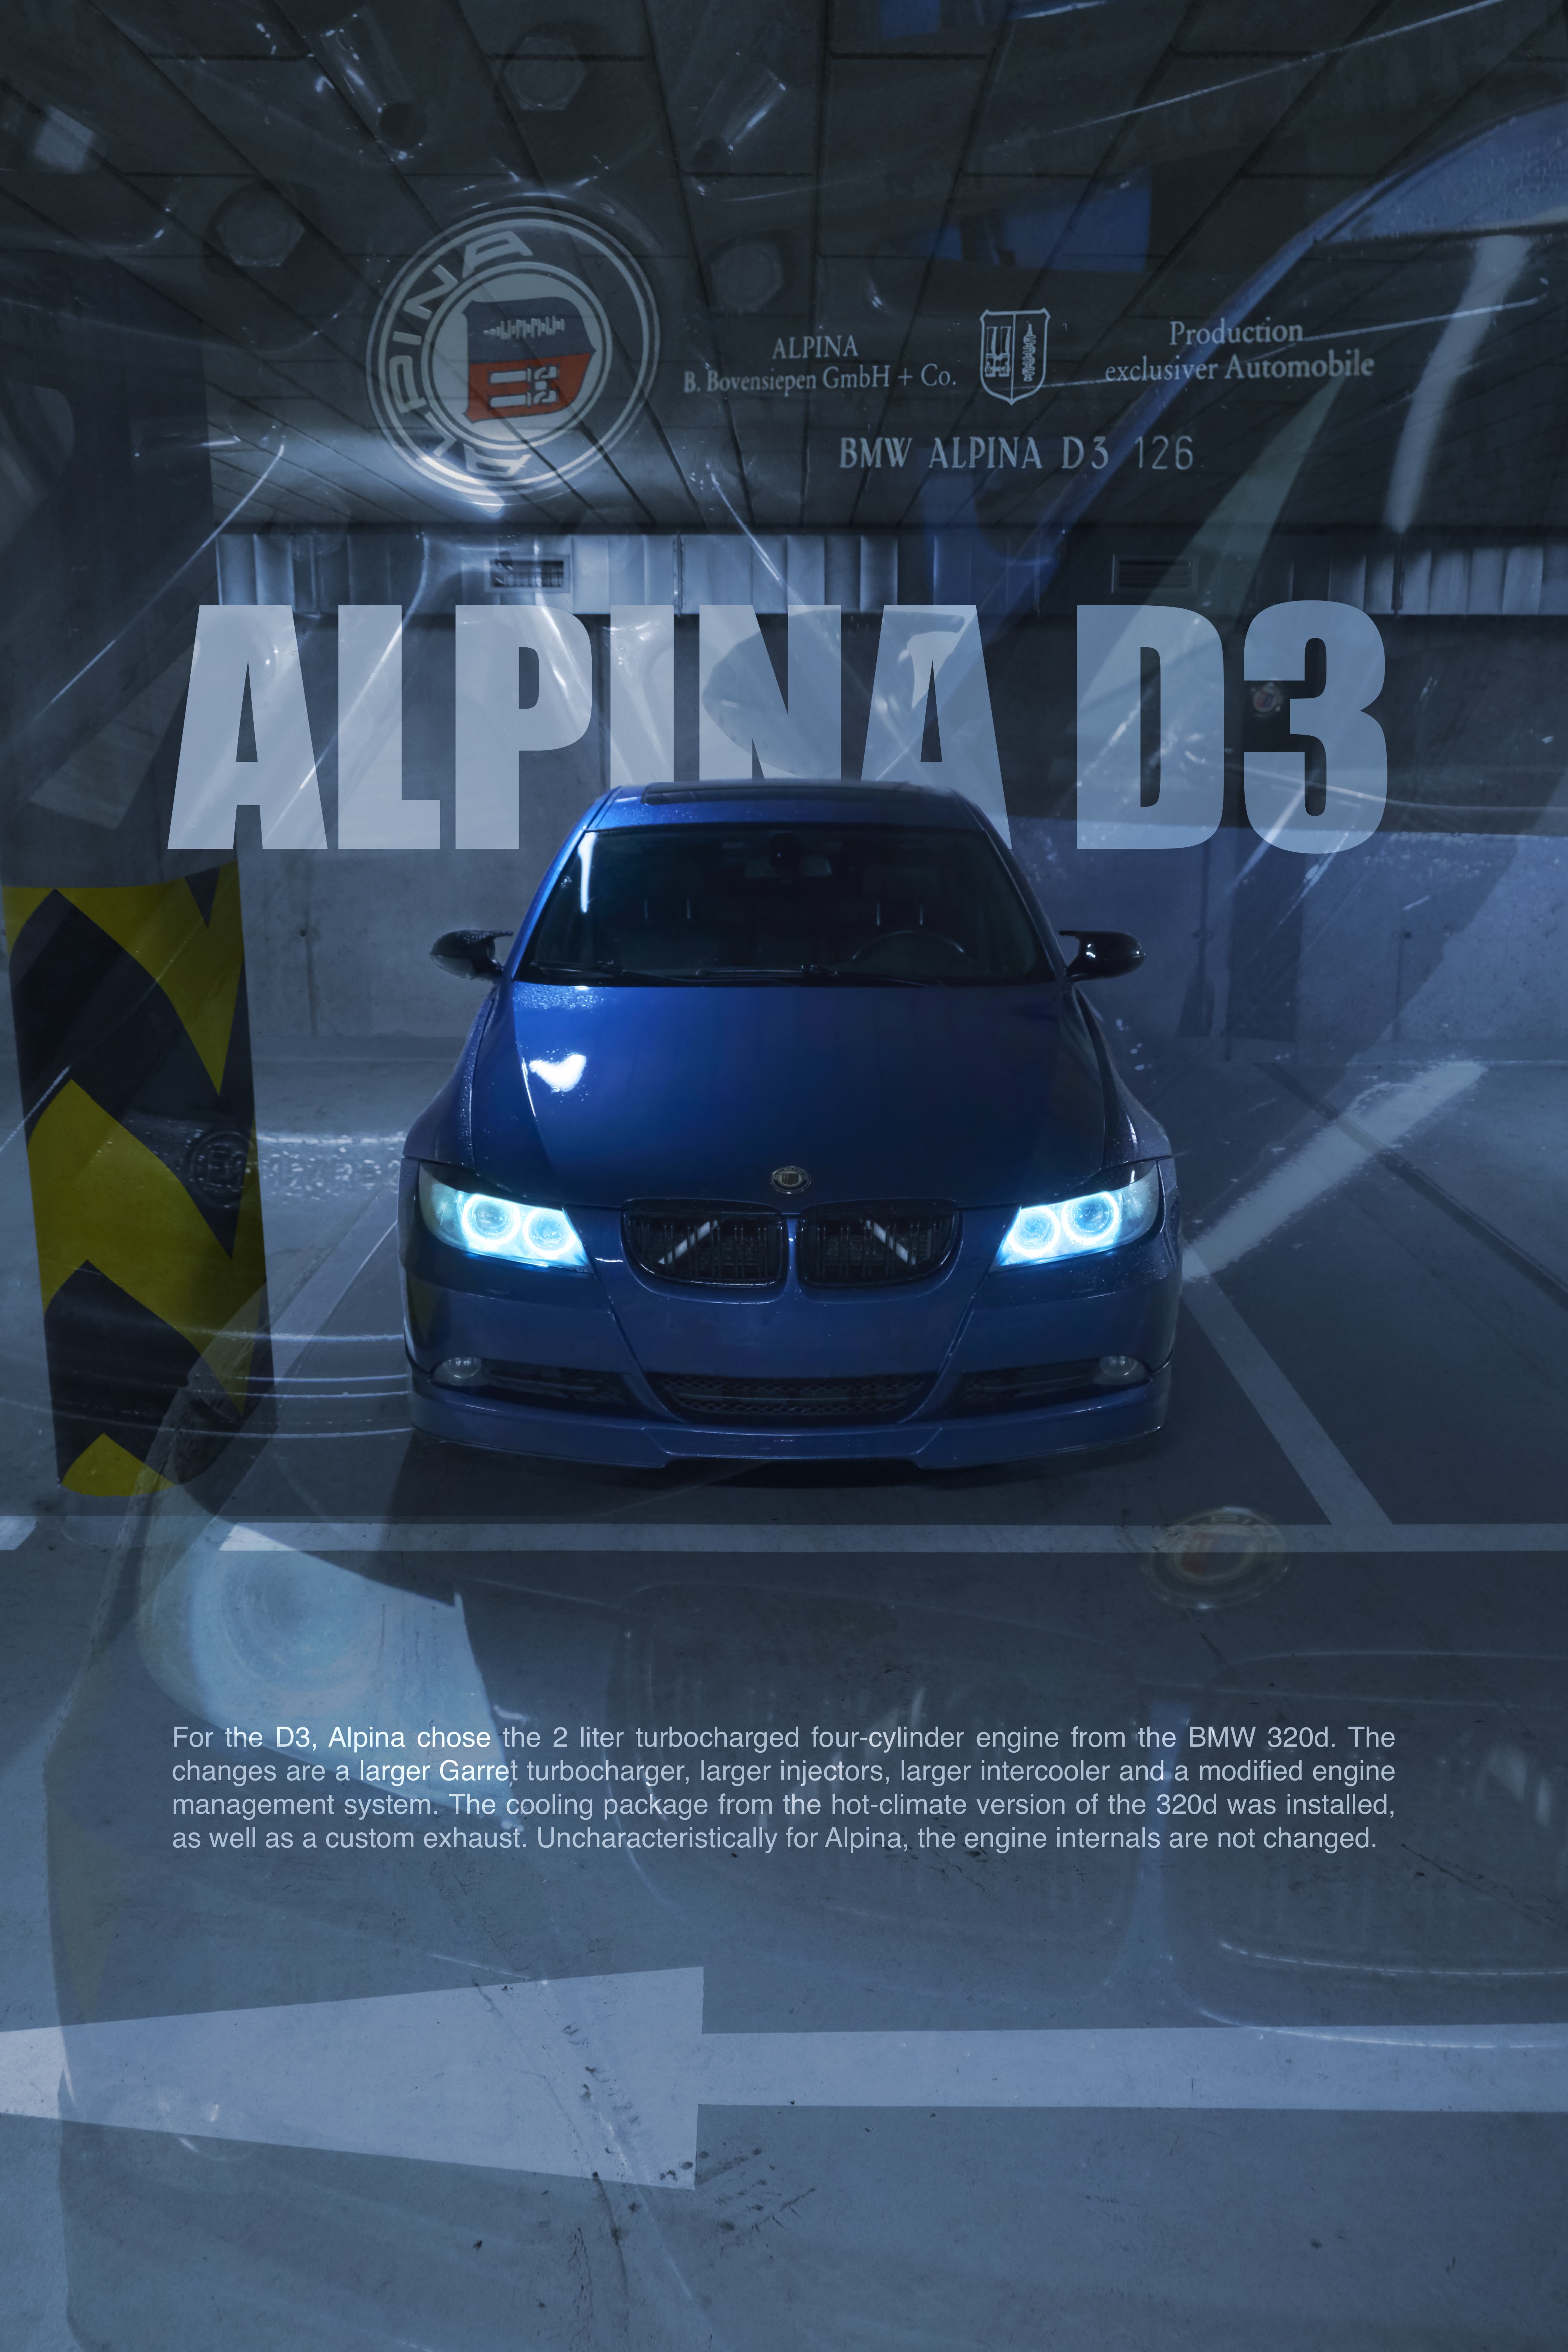 ALPINA
ALPINA
B. Bovensiepen GmbH + Co.
Production
exclusiver Automobile
BMW ALPINA D3 126
ALPINA D3
For the D3, Alpina chose the 2 liter turbocharged four-cylinder engine from the BMW 320d. The
changes are a larger Garret turbocharger, larger injectors, larger intercooler and a modified engine
management system. The cooling package from the hot-climate version of the 320d was installed,
as well as a custom exhaust. Uncharacteristically for Alpina, the engine internals are not changed.